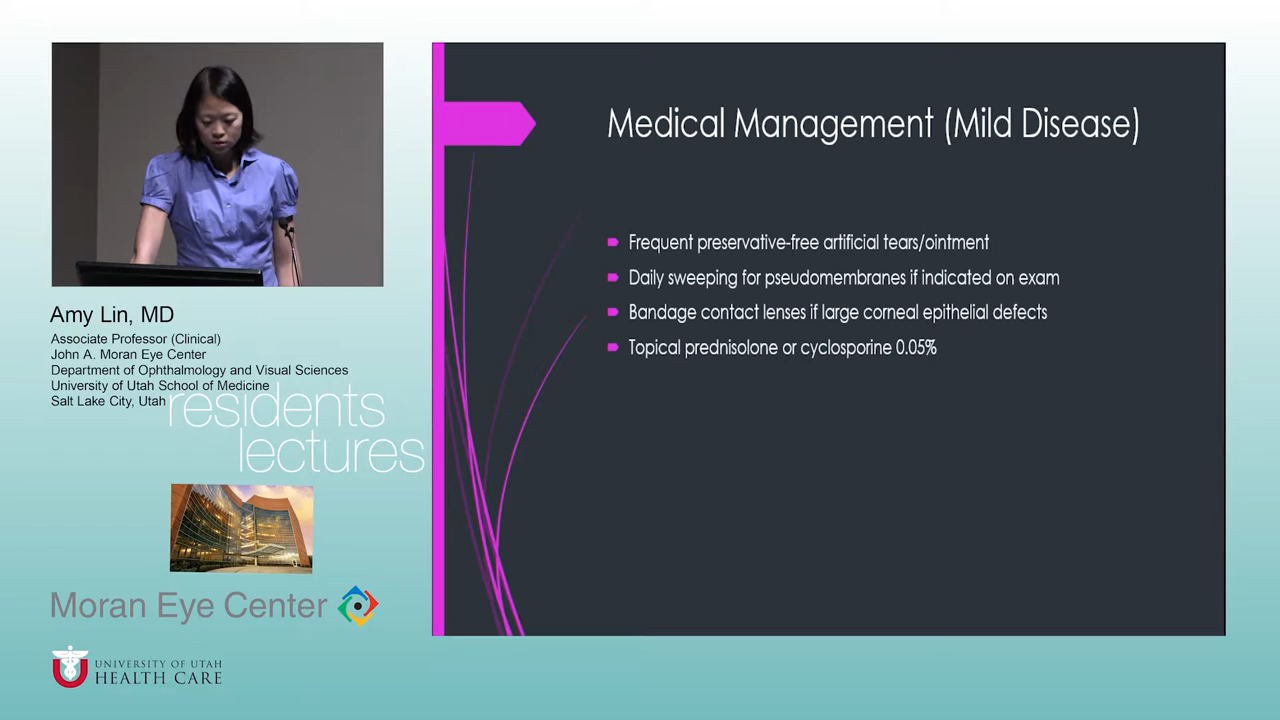 Medical Management (Mild Disease)
Frequent preservative-free artificial tears/ointment
Daily sweeping for pseudomembranes if indicated on exam
Bandage contact lenses if large corneal epithelial defects
Topical prednisolone or cyclosporine 0.05%
Amy Lin, MD
Associate Professor (Clinical)
John A. Moran Eye Center
Department of Ophthalmology and Visual Sciences
University of Utah School of Medicine
Salt Lake City, Utah
residents
lectures
Moran Eye Center
UNIVERSITY OF UTAH
HEALTH CARE